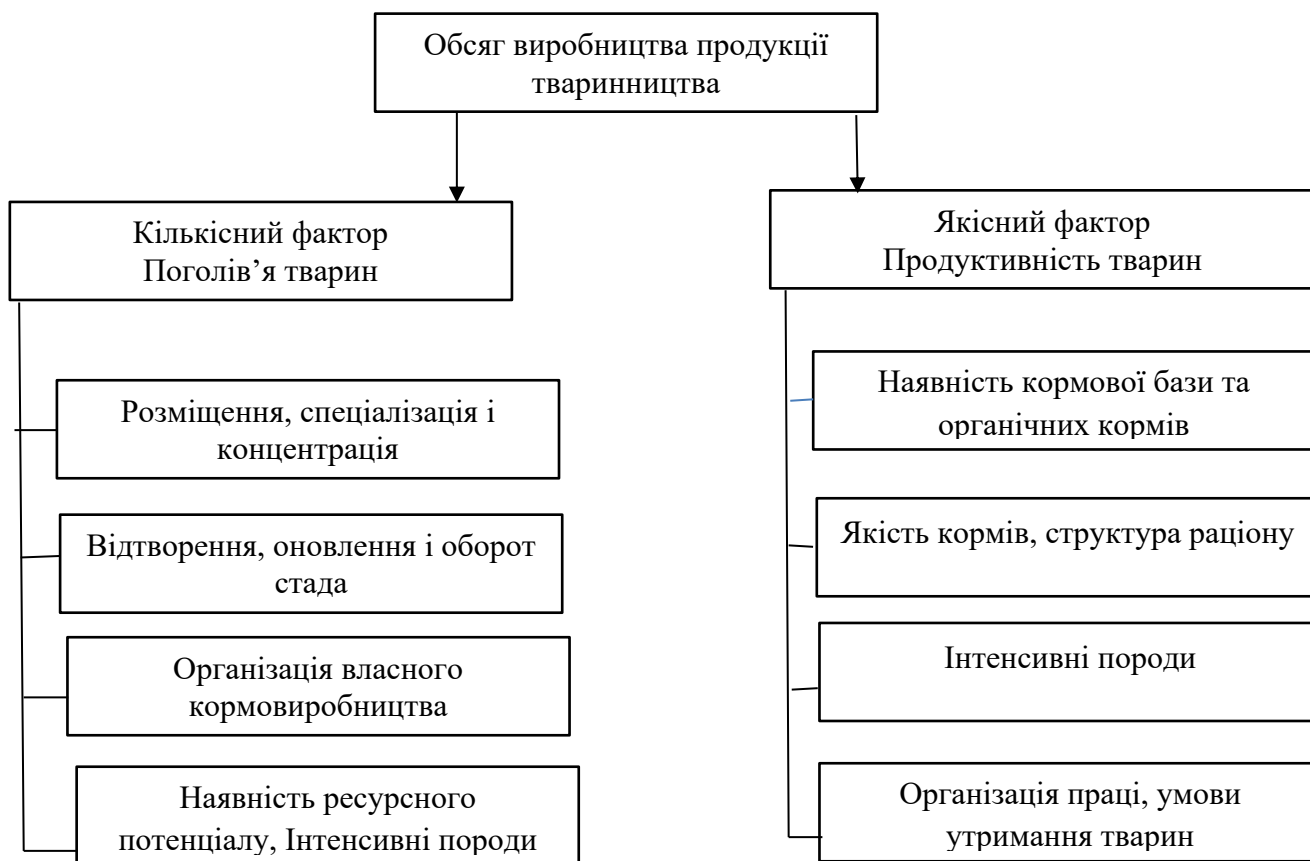 Обсяг виробництва продукції
тваринництва
Кількісний фактор
Поголів’я тварин
Розміщення, спеціалізація і
концентрація
Відтворення, оновлення і оборот
стада
Організація власного
кормовиробництва
Наявність ресурсного
потенціалу, Інтенсивні породи
Якісний фактор
Продуктивність тварин
Наявність кормової бази та
органічних кормів
Якість кормів, структура раціону
Інтенсивні породи
Організація праці, умови
утримання тварин